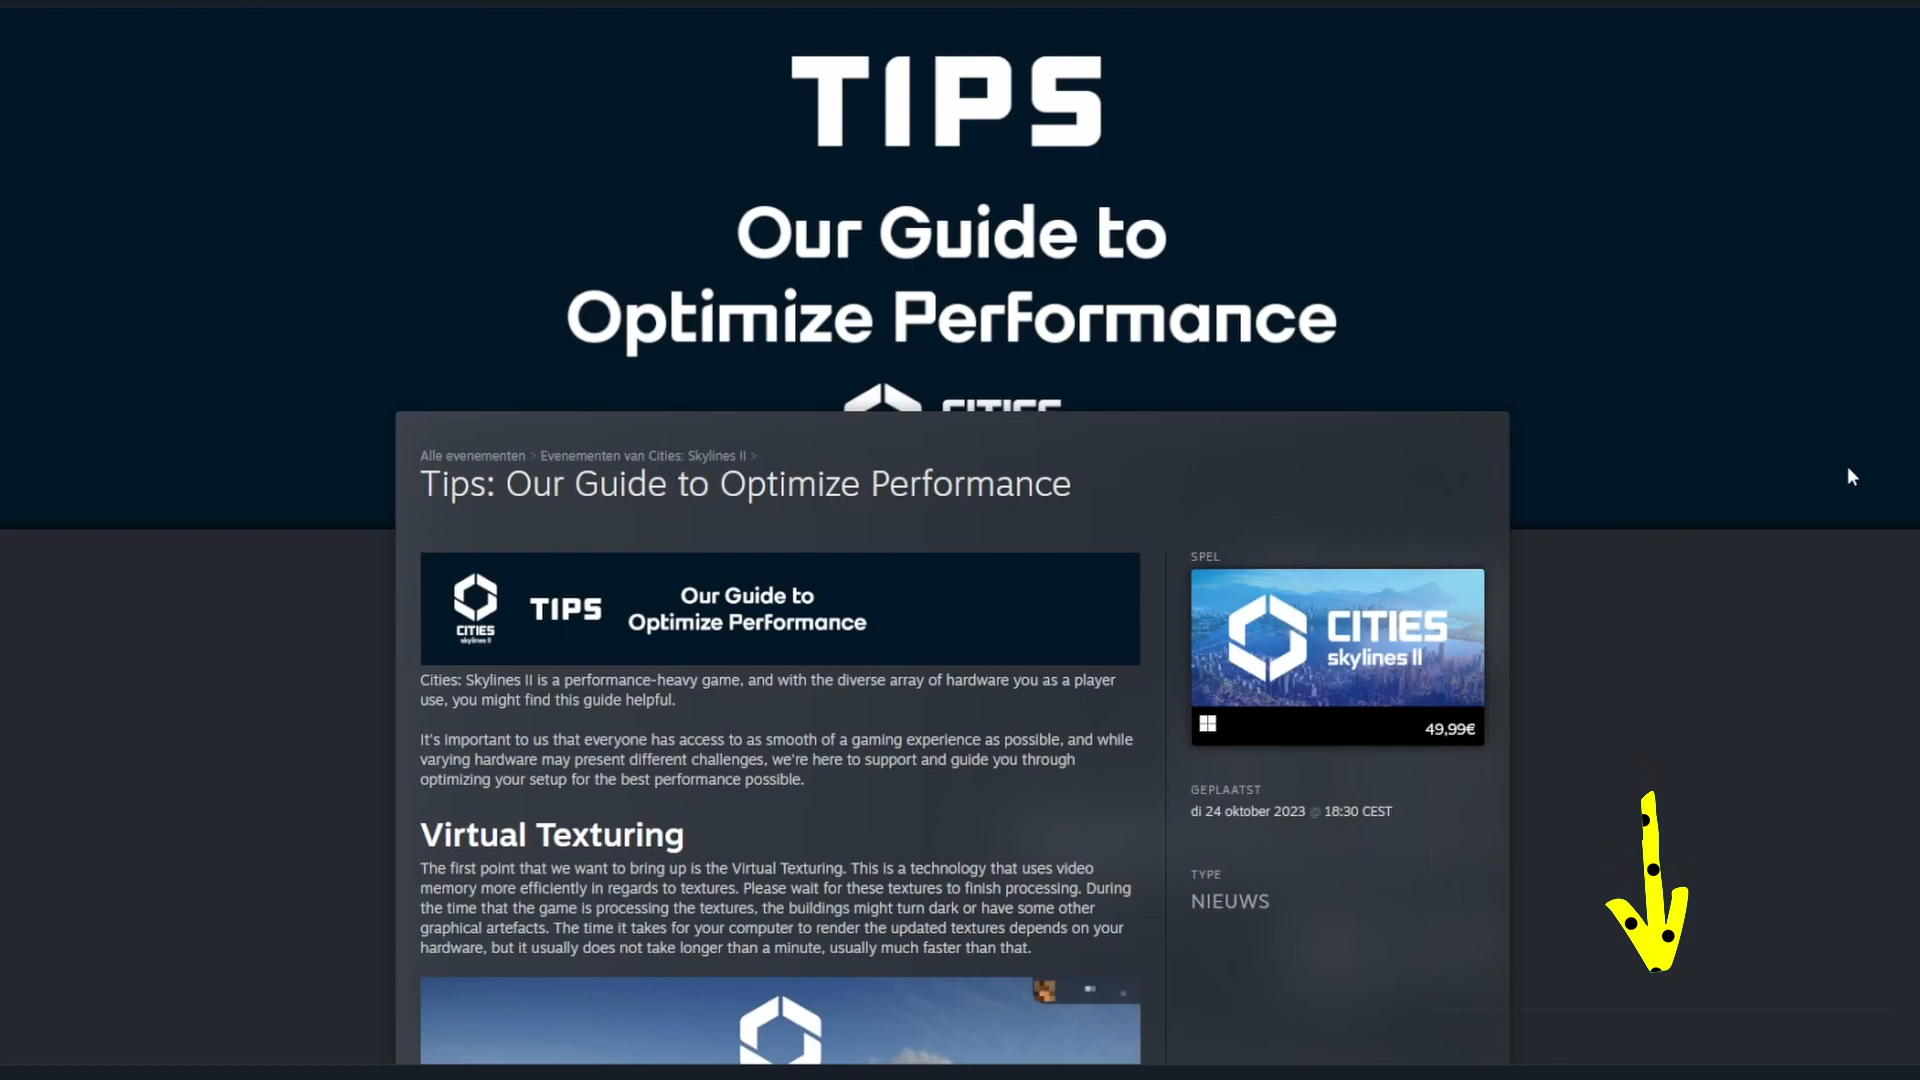 TIPS
Our Guide to
Optimize Performance
CITIES
Alle evenementen > Evenementen van Cities: Skylines II >
Tips: Our Guide to Optimize Performance
CITIES
skylines II
TIPS
Our Guide to
Optimize Performance
Cities: Skylines II is a performance-heavy game, and with the diverse array of hardware you as a player
use, you might find this guide helpful.
It's important to us that everyone has access to as smooth of a gaming experience as possible, and while
varying hardware may present different challenges, we're here to support and guide you through
optimizing your setup for the best performance possible.
Virtual Texturing
The first point that we want to bring up is the Virtual Texturing. This is a technology that uses video
memory more efficiently in regards to textures. Please wait for these textures to finish processing. During
the time that the game is processing the textures, the buildings might turn dark or have some other
graphical artefacts. The time it takes for your computer to render the updated textures depends on your
hardware, but it usually does not take longer than a minute, usually much faster than that.
SPEL
CITIES
skylines II
49,99€
GEPLAATST
di 24 oktober 2023 @ 18:30 CEST
TYPE
NIEUWS